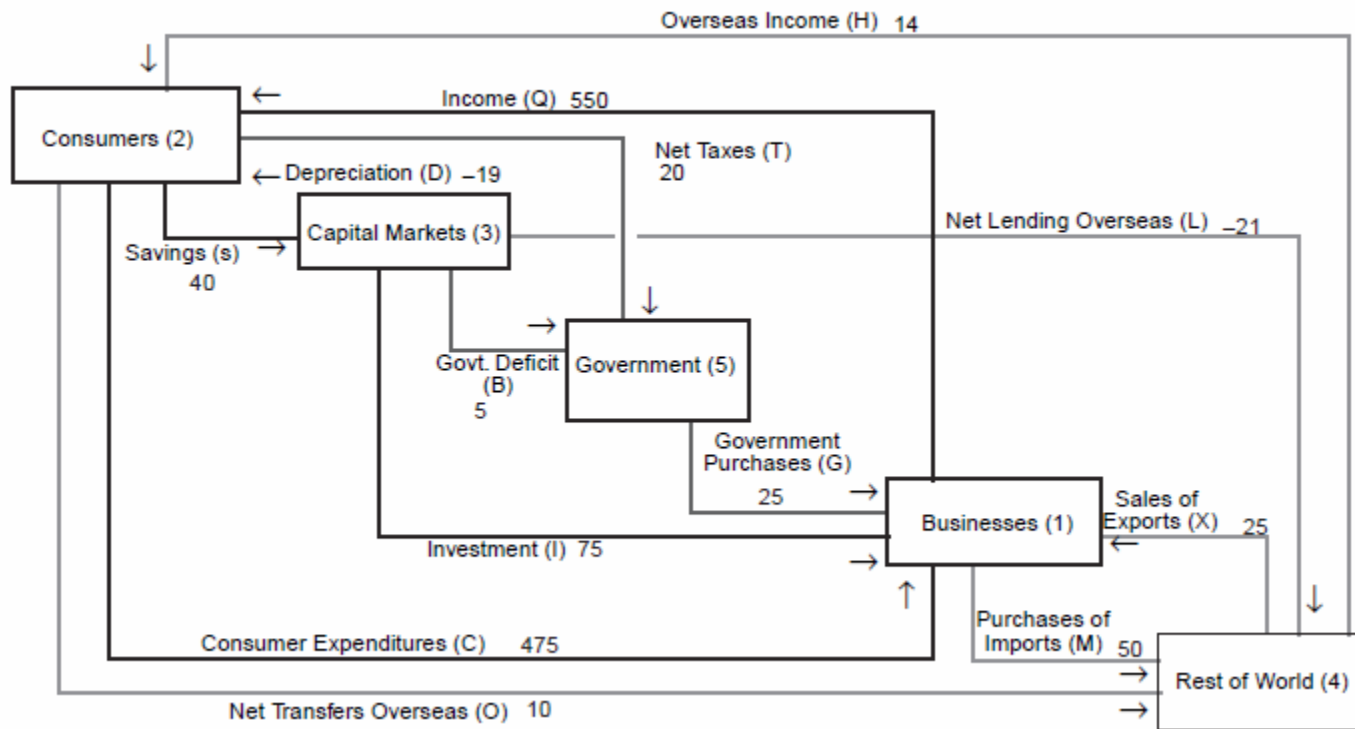 Overseas Income (H) 14
← Income (Q) 550
↓
Consumers (2)
Net Taxes (T)
20
← Depreciation (D) –19
Capital Markets (3)
Net Lending Overseas (L) –21
Savings (s) →
40
↓
→
Govt. Deficit
(B)
5
Government (5)
Government
Purchases (G)
25 →
Businesses (1)
Sales of
Exports (X) 25
←
Investment (I) 75
→
↑
↓
Purchases of
Imports (M) 50
→
Consumer Expenditures (C) 475
Rest of World (4)
Net Transfers Overseas (O) 10
→